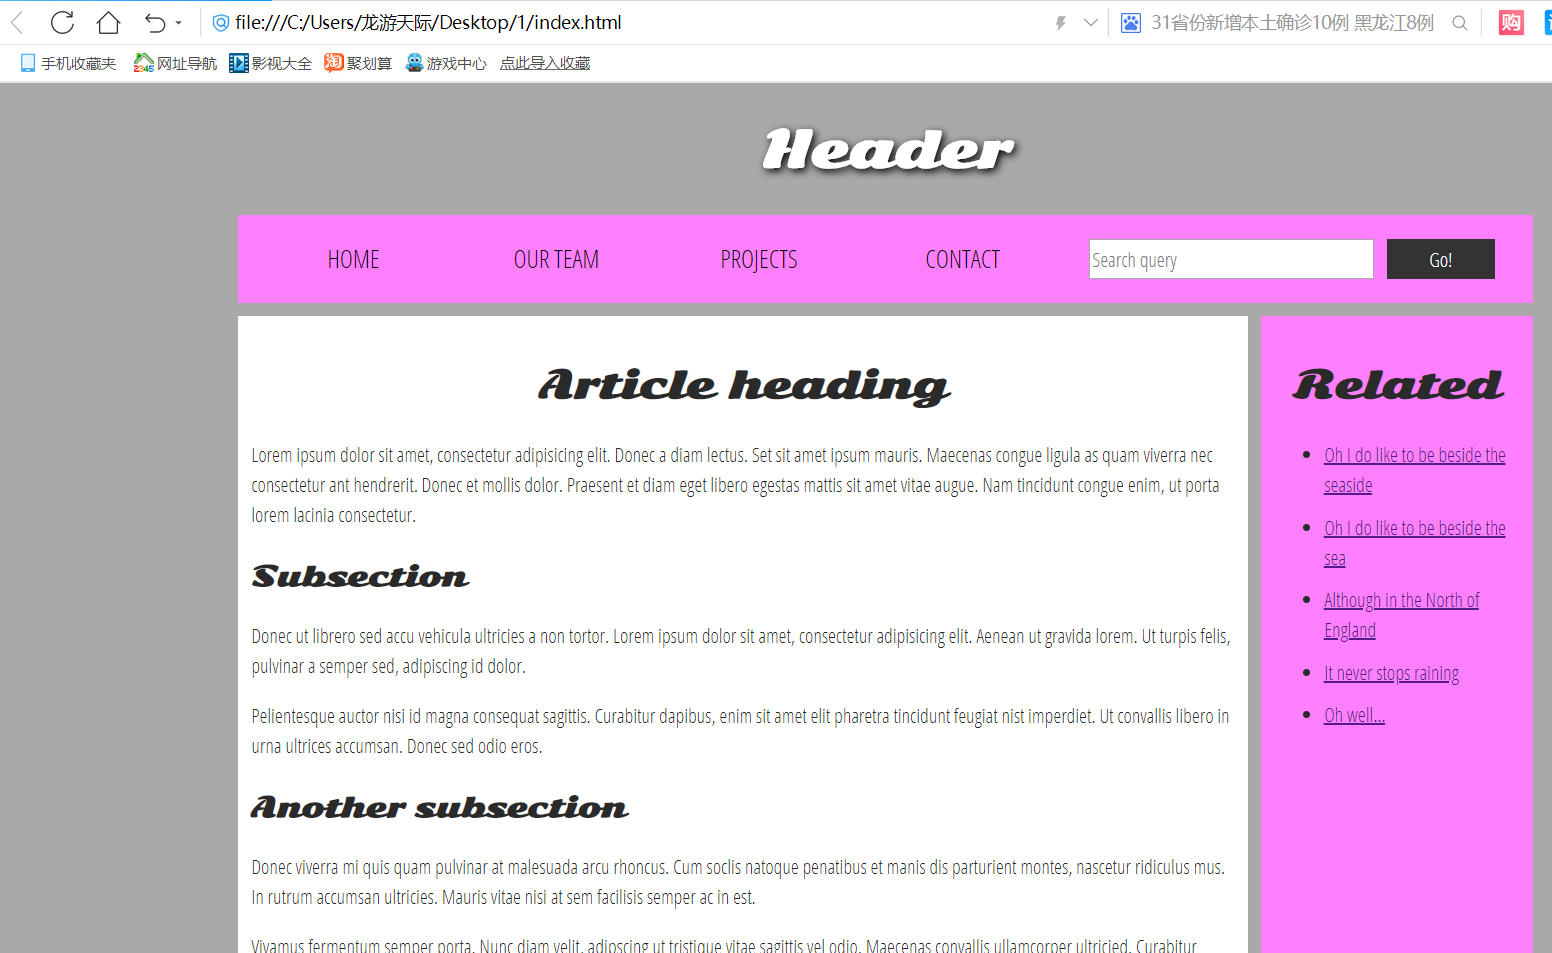 file:///C:/Users/龙游天际/Desktop/1/index.html
31省份新增本土确诊10例 黑龙江8例
购
手机收藏夹 2345 网址导航 影视大全 淘 聚划算 游戏中心 点此导入收藏
Header
HOME OUR TEAM PROJECTS CONTACT Search query Go!
Article heading
Lorem ipsum dolor sit amet, consectetur adipisicing elit. Donec a diam lectus. Set sit amet ipsum mauris. Maecenas congue ligula as quam viverra nec
consectetur ant hendrerit. Donec et mollis dolor. Praesent et diam eget libero egestas mattis sit amet vitae augue. Nam tincidunt congue enim, ut porta
lorem lacinia consectetur.
Subsection
Donec ut librero sed accu vehicula ultricies a non tortor. Lorem ipsum dolor sit amet, consectetur adipisicing elit. Aenean ut gravida lorem. Ut turpis felis,
pulvinar a semper sed, adipiscing id dolor.
Pelientesque auctor nisi id magna consequat sagittis. Curabitur dapibus, enim sit amet elit pharetra tincidunt feugiat nist imperdiet. Ut convallis libero in
urna ultrices accumsan. Donec sed odio eros.
Another subsection
Donec viverra mi quis quam pulvinar at malesuada arcu rhoncus. Cum soclis natoque penatibus et manis dis parturient montes, nascetur ridiculus mus.
In rutrum accumsan ultricies. Mauris vitae nisi at sem facilisis semper ac in est.
Vivamus fermentum semper porta. Nunc diam velit, adipscing ut tristique vitae sagittis vel odio. Maecenas convallis ullamcorper ultricied. Curabitur
Related
Oh I do like to be beside the
seaside
Oh I do like to be beside the
sea
Although in the North of
England
It never stops raining
Oh well...